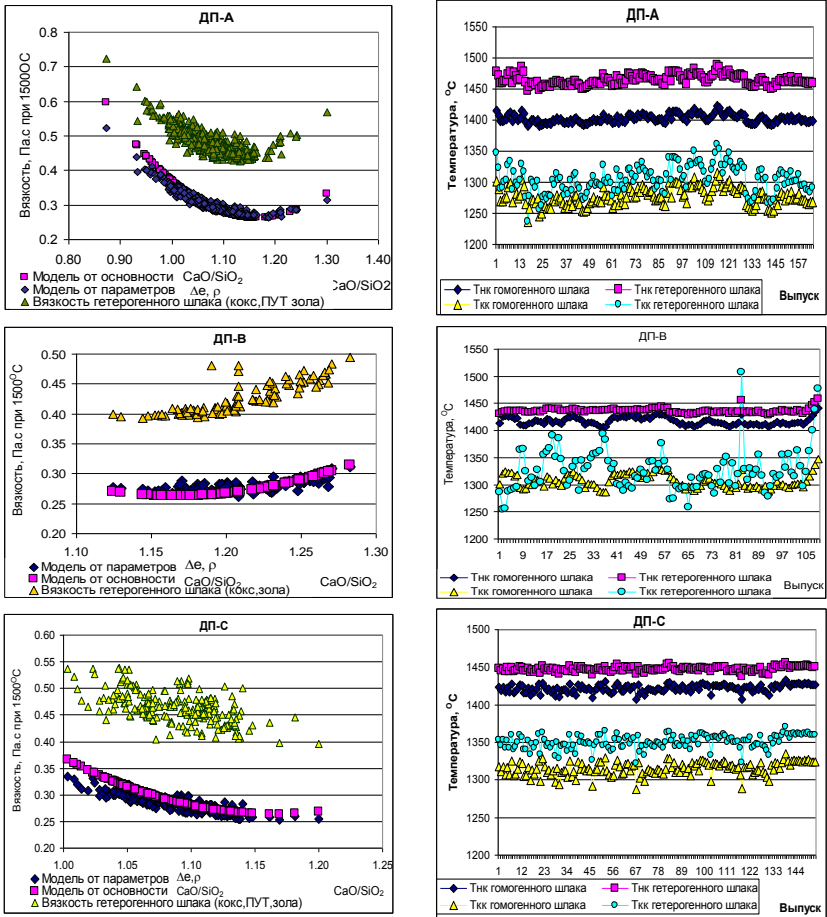 ДП-А
Вязкость, Па.с при 1500ОС
0.8
0.7
0.6
0.5
0.4
0.3
0.2
0.80 0.90 1.00 1.10 1.20 1.30 1.40
Модель от основности CaO/SiO2
CaO/SiO2
Модель от параметров Δe, ρ
Вязкость гетерогенного шлака (кокс,ПУТ зола)
ДП-А
Температура, °С
1500
1450
1400
1350
1300
1250
1200
1 13 25 37 49 61 73 85 97 109 121 133 145 157
Тнк гомогенного шлака Тнк гетерогенного шлака
Ткк гомогенного шлака Ткк гетерогенного шлака
Выпуск
ДП-В
Вязкость, Па.с при 1500ОС
0.50
0.45
0.40
0.35
0.30
0.25
0.20
1.10 1.15 1.20 1.25 1.30
Модель от параметров Δe, ρ
Модель от основности CaO/SiO2
CaO/SiO2
Вязкость гетерогенного шлака (кокс,зола)
ДП-В
Температура, °С
1550
1500
1450
1400
1350
1300
1250
1200
1 9 17 25 33 41 49 57 65 73 81 89 97 105
Тнк гомогенного шлака Тнк гетерогенного шлака
Ткк гомогенного шлака Ткк гетерогенного шлака
Выпуск
ДП-С
Вязкость, Па.с при 1500ОС
0.60
0.55
0.50
0.45
0.40
0.35
0.30
0.25
0.20
1.00 1.05 1.10 1.15 1.20 1.25
Модель от параметров Δe,ρ
Модель от основности CaO/SiO2
CaO/SiO2
Вязкость гетерогенного шлака (кокс,ПУТ,зола)
ДП-С
Температура, °С
1500
1450
1400
1350
1300
1250
1200
1 12 23 34 45 56 67 78 89 100 111 122 133 144
Тнк гомогенного шлака Тнк гетерогенного шлака
Ткк гомогенного шлака Ткк гетерогенного шлака
Выпуск